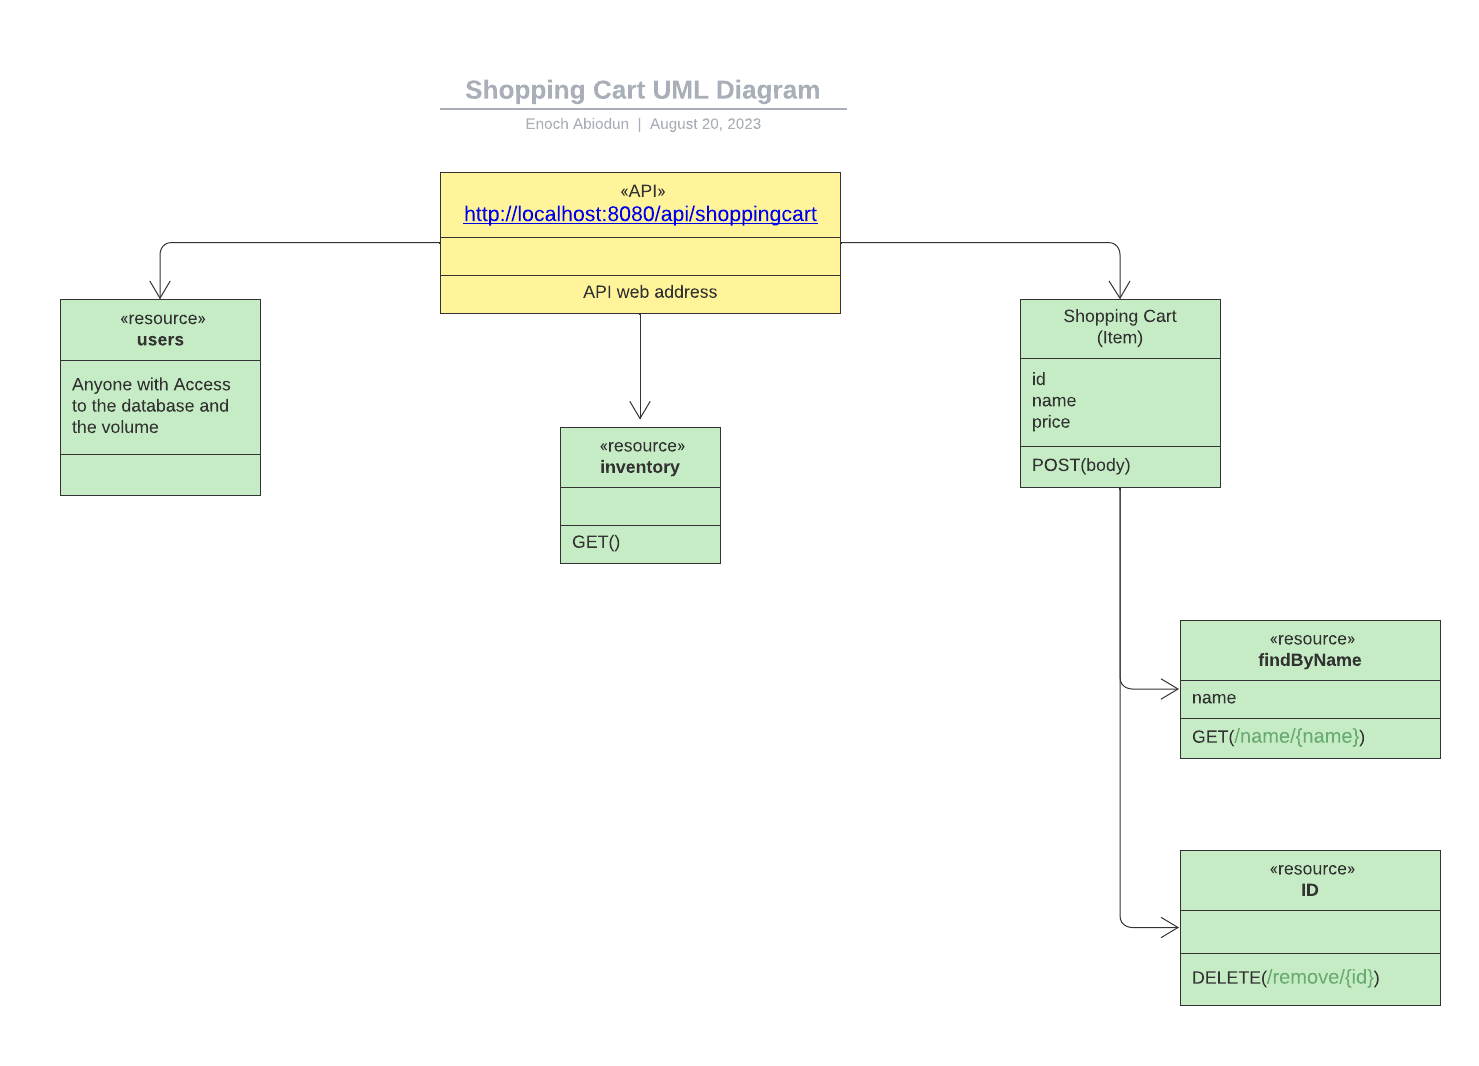 Shopping Cart UML Diagram
Enoch Abiodun | August 20, 2023
«API»
http://localhost:8080/api/shoppingcart
API web address
«resource»
users
Anyone with Access
to the database and
the volume
«resource»
inventory
GET()
Shopping Cart
(Item)
id
name
price
POST(body)
«resource»
findByName
name
GET(/name/{name})
«resource»
ID
DELETE(/remove/{id})